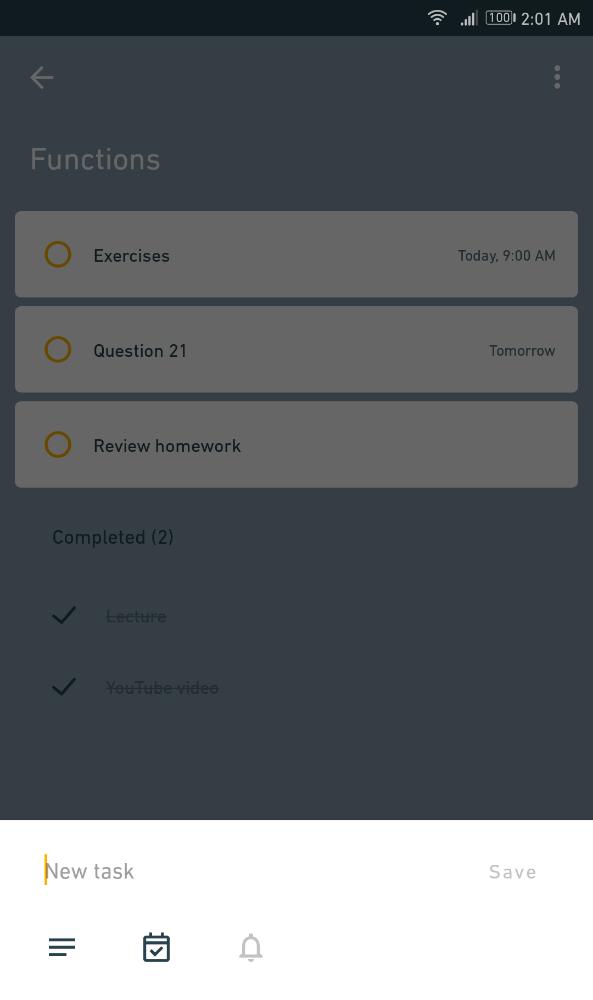 100 2:01 AM
Functions
Exercises Today, 9:00 AM
Question 21 Tomorrow
Review homework
Completed (2)
Lecture
YouTube video
New task Save